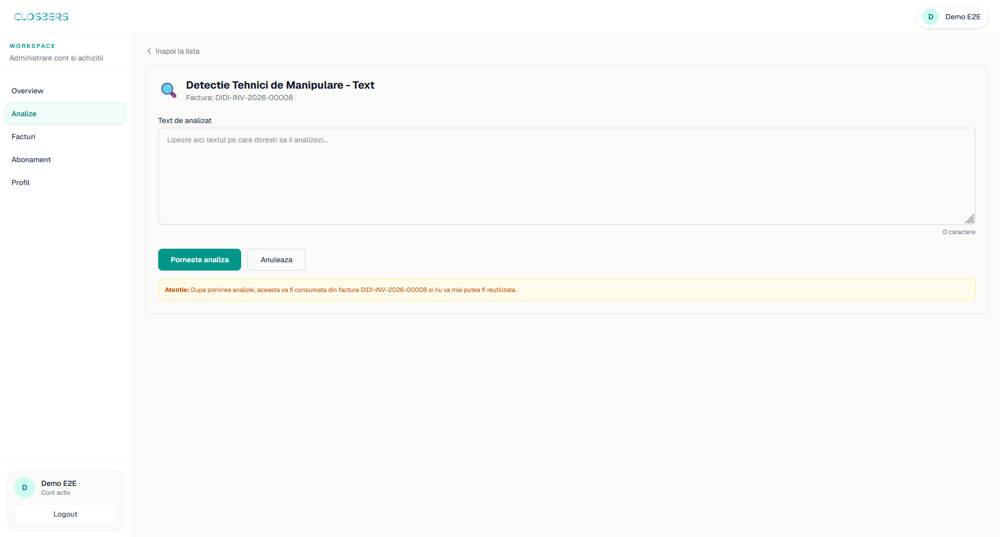 CLOSSERS
D Demo E2E
WORKSPACE
Administrare cont si achizitii
Overview
Analize
Facturi
Abonament
Profil
Inapoi la lista
Detectie Tehnici de Manipulare - Text
Factura: DIDI-INV-2026-00008
Text de analizat
Lipeste aici textul pe care doresti sa il analizezi...
0 caractere
Porneste analiza
Anuleaza
Atentie: Dupa pornirea analizei, aceasta va fi consumata din factura DIDI-INV-2026-00008 si nu va mai putea fi reutilizata.
D
Demo E2E
Cont activ
Logout